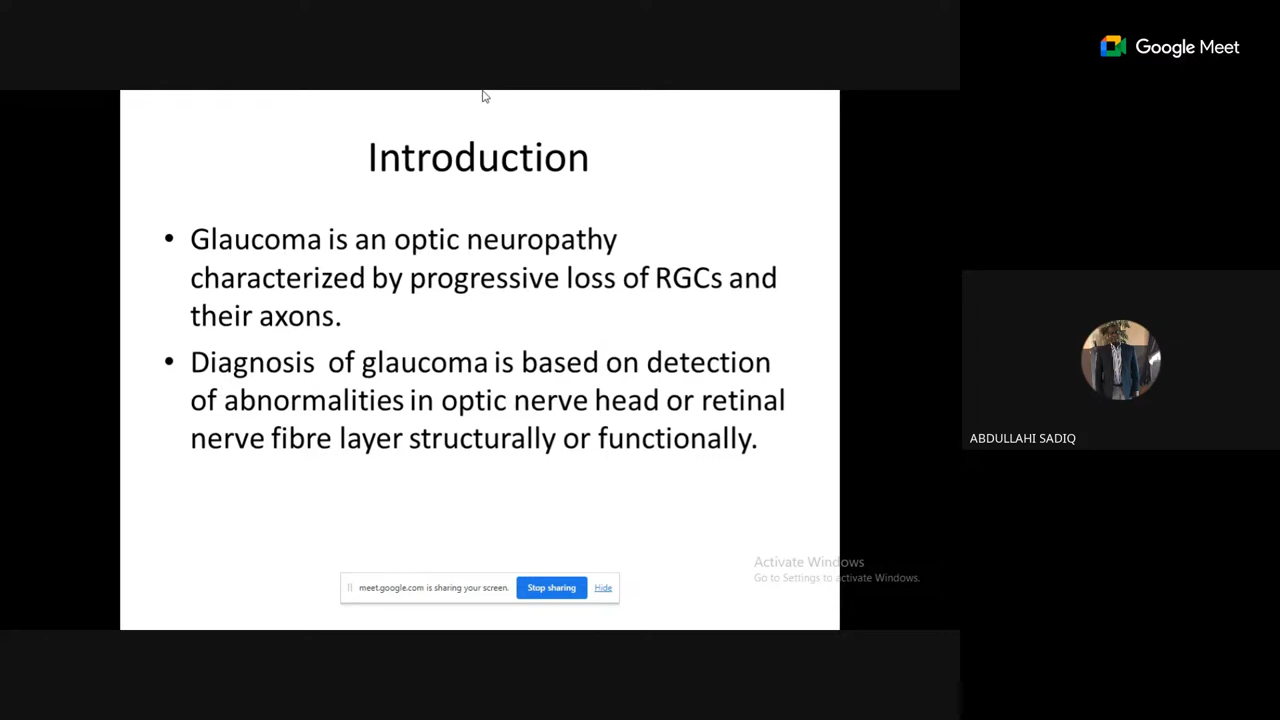 Google Meet
Introduction
• Glaucoma is an optic neuropathy
characterized by progressive loss of RGCs and
their axons.
• Diagnosis of glaucoma is based on detection
of abnormalities in optic nerve head or retinal
nerve fibre layer structurally or functionally.
ABDULLAHI SADIQ
Activate Windows
Go to Settings to activate Windows.
meet.google.com is sharing your screen. Stop sharing Hide